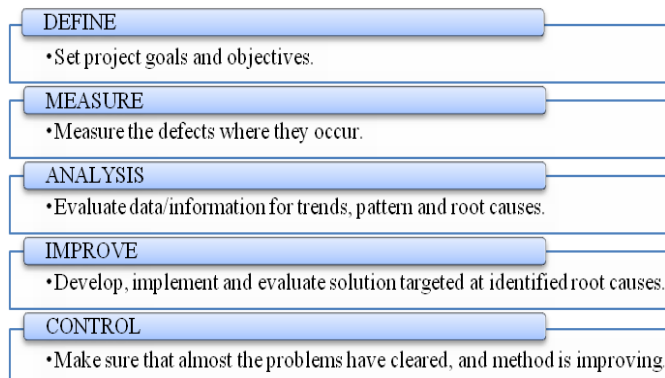 DEFINE
•Set project goals and objectives.
MEASURE
•Measure the defects where they occur.
ANALYSIS
•Evaluate data/information for trends, pattern and root causes.
IMPROVE
•Develop, implement and evaluate solution targeted at identified root causes.
CONTROL
•Make sure that almost the problems have cleared, and method is improving.